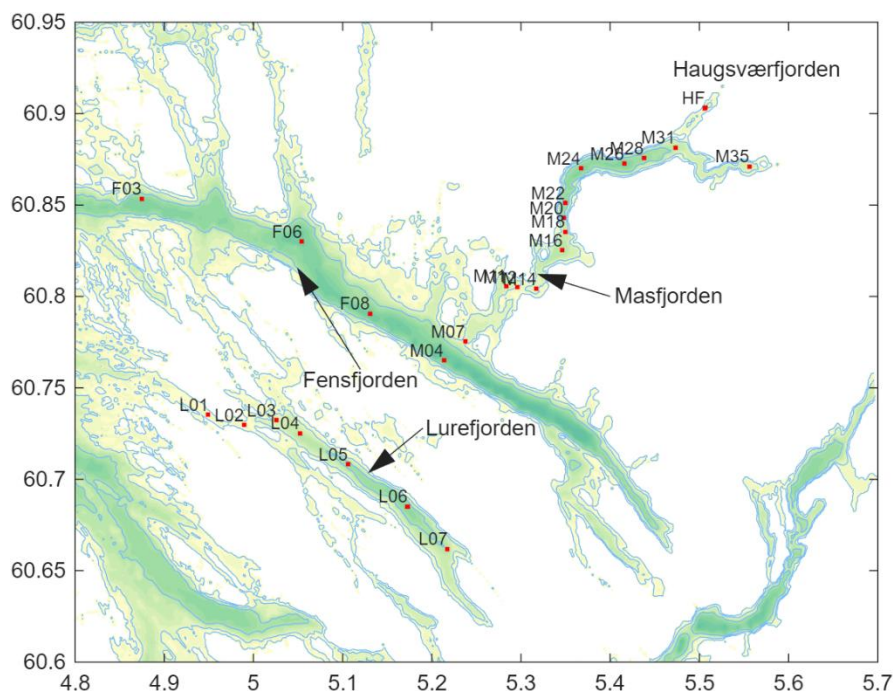 60.95
Haugsværfjorden
60.9
HF
M31
M28
M26
M24
M35
60.85
F03
M22
M20
M18
F06
M16
60.8
M12
M14
Masfjorden
F08
M07
M04
60.75
Fensfjorden
L01
L02
L03
L04
Lurefjorden
60.7
L05
L06
L07
60.65
60.6
4.8 4.9 5 5.1 5.2 5.3 5.4 5.5 5.6 5.7